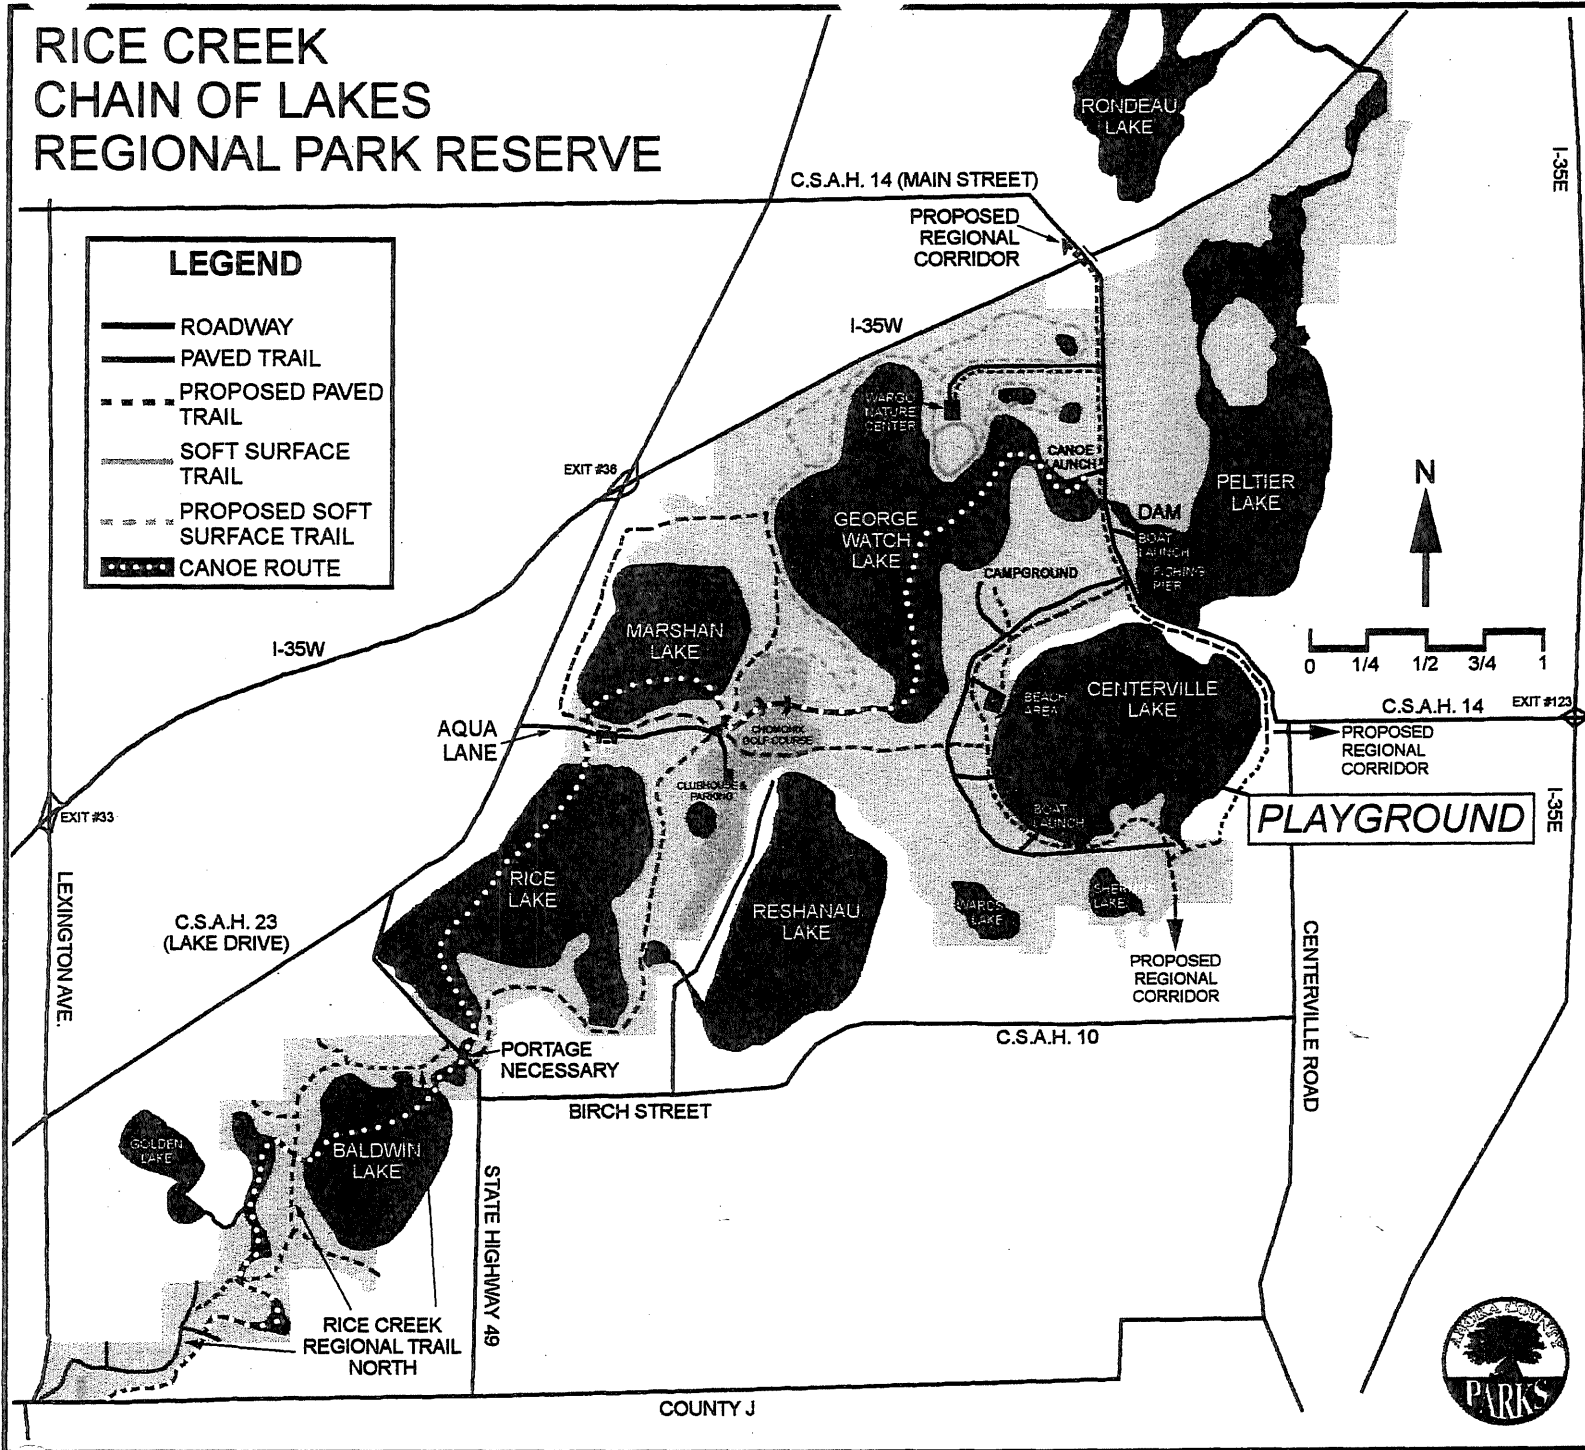 RICE CREEK
CHAIN OF LAKES
REGIONAL PARK RESERVE
RONDEAU
LAKE
I-35E
C.S.A.H. 14 (MAIN STREET)
PROPOSED
REGIONAL
CORRIDOR
LEGEND
ROADWAY
PAVED TRAIL
PROPOSED PAVED
TRAIL
SOFT SURFACE
TRAIL
PROPOSED SOFT
SURFACE TRAIL
CANOE ROUTE
I-35W
WARGO
NATURE
CENTER
EXIT #36
CANOE
LAUNCH
PELTIER
LAKE
N
GEORGE
WATCH
LAKE
DAM
BOAT
LAUNCH
FISHING
PIER
CAMPGROUND
MARSHAN
LAKE
I-35W
0 1/4 1/2 3/4 1
BEACH
AREA
CENTERVILLE
LAKE
C.S.A.H. 14
EXIT #123
AQUA
LANE
CHOMONIX
GOLF COURSE
PROPOSED
REGIONAL
CORRIDOR
CLUBHOUSE &
PARKING
EXIT #33
BOAT
LAUNCH
PLAYGROUND
I-35E
RICE
LAKE
LEXINGTON AVE.
C.S.A.H. 23
(LAKE DRIVE)
RESHANAU
LAKE
WARDS
LAKE
SHERMAN
LAKE
PROPOSED
REGIONAL
CORRIDOR
CENTERVILLE ROAD
C.S.A.H. 10
PORTAGE
NECESSARY
BIRCH STREET
GOLDEN
LAKE
BALDWIN
LAKE
STATE HIGHWAY 49
RICE CREEK
REGIONAL TRAIL
NORTH
COUNTY J
ANOKA COUNTY
PARKS